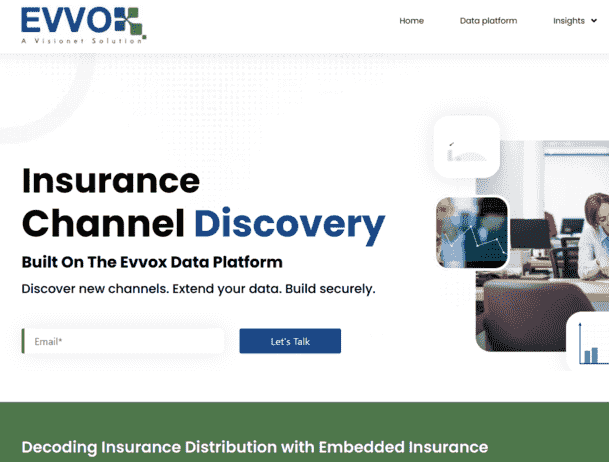 EVVOX
A Visionet Solution
Home
Data platform
Insights
Insurance
Channel Discovery
Built On The Evvox Data Platform
Discover new channels. Extend your data. Build securely.
Email*
Let's Talk
Decoding Insurance Distribution with Embedded Insurance